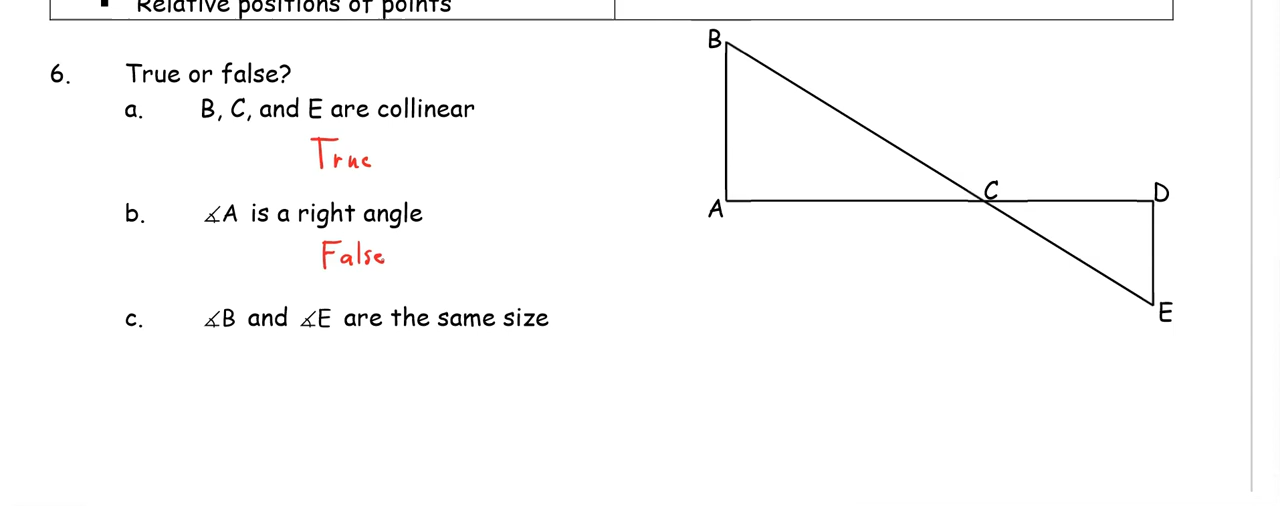 ▪ Relative positions of points
6. True or false?
a. B, C, and E are collinear
True
b. ∡A is a right angle
False
c. ∡B and ∡E are the same size
B
C
D
A
E